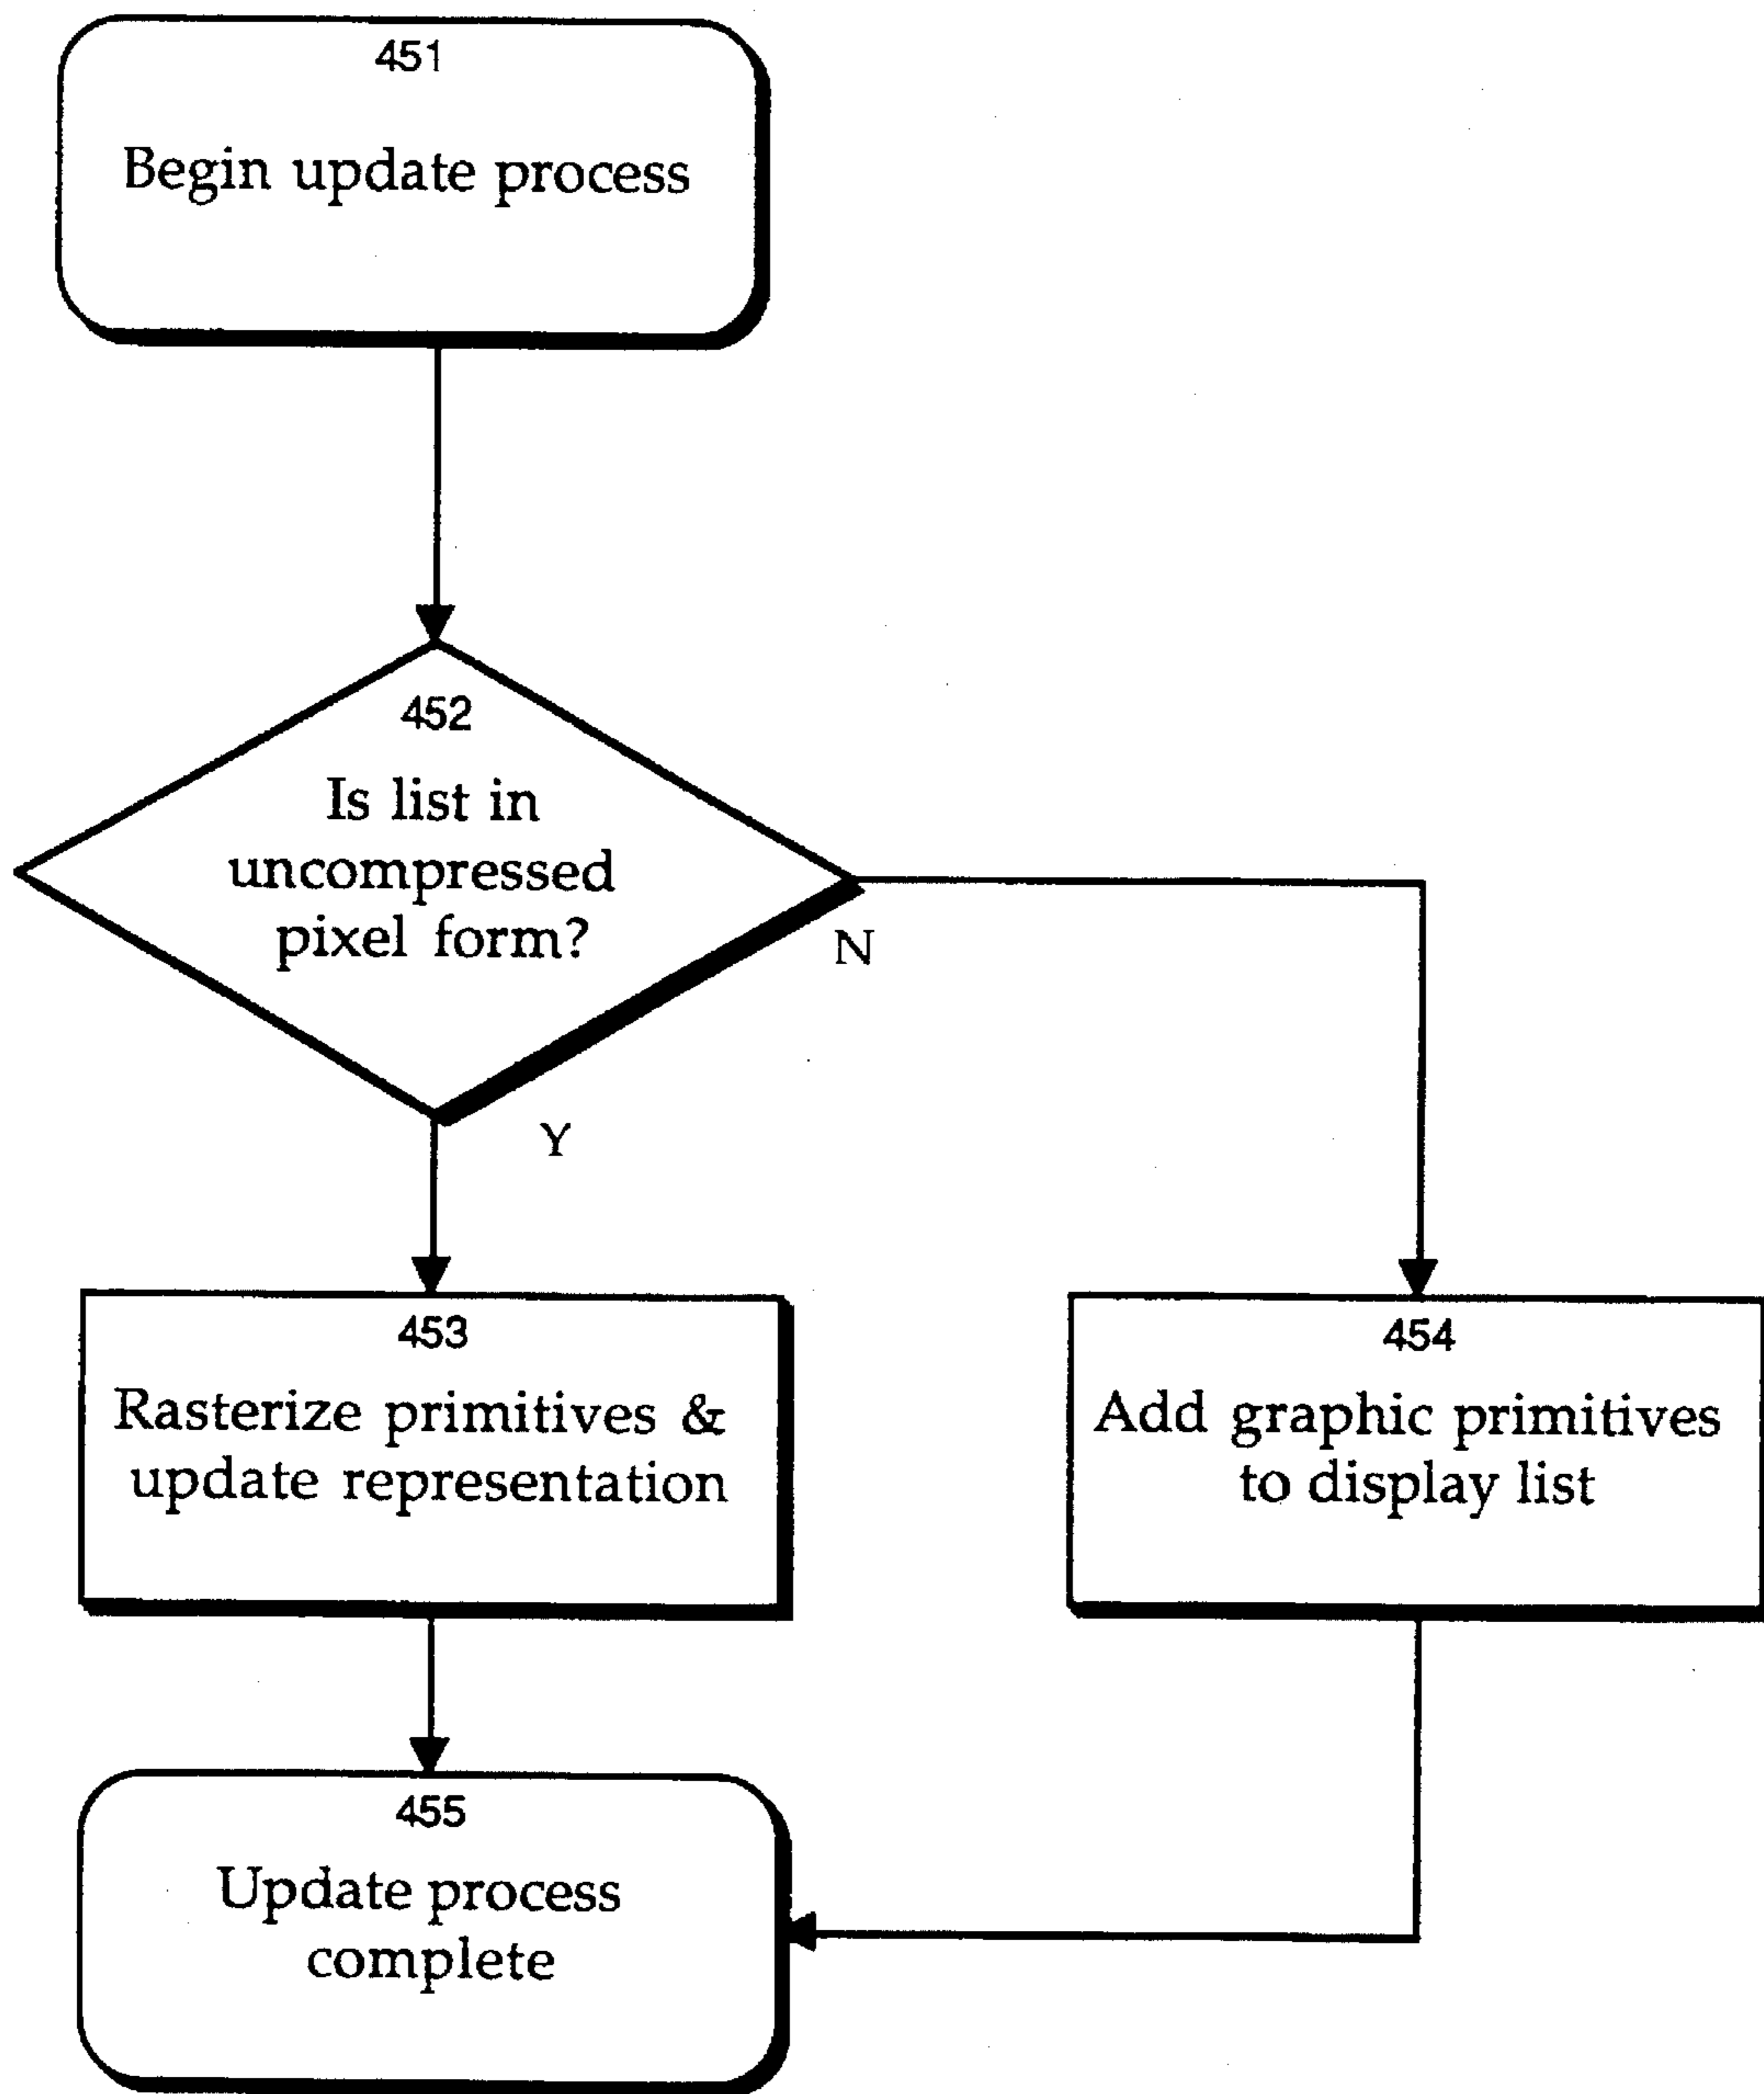 451
Begin update process
452
Is list in
uncompressed
pixel form?
N
Y
453
Rasterize primitives &
update representation
454
Add graphic primitives
to display list
455
Update process
complete